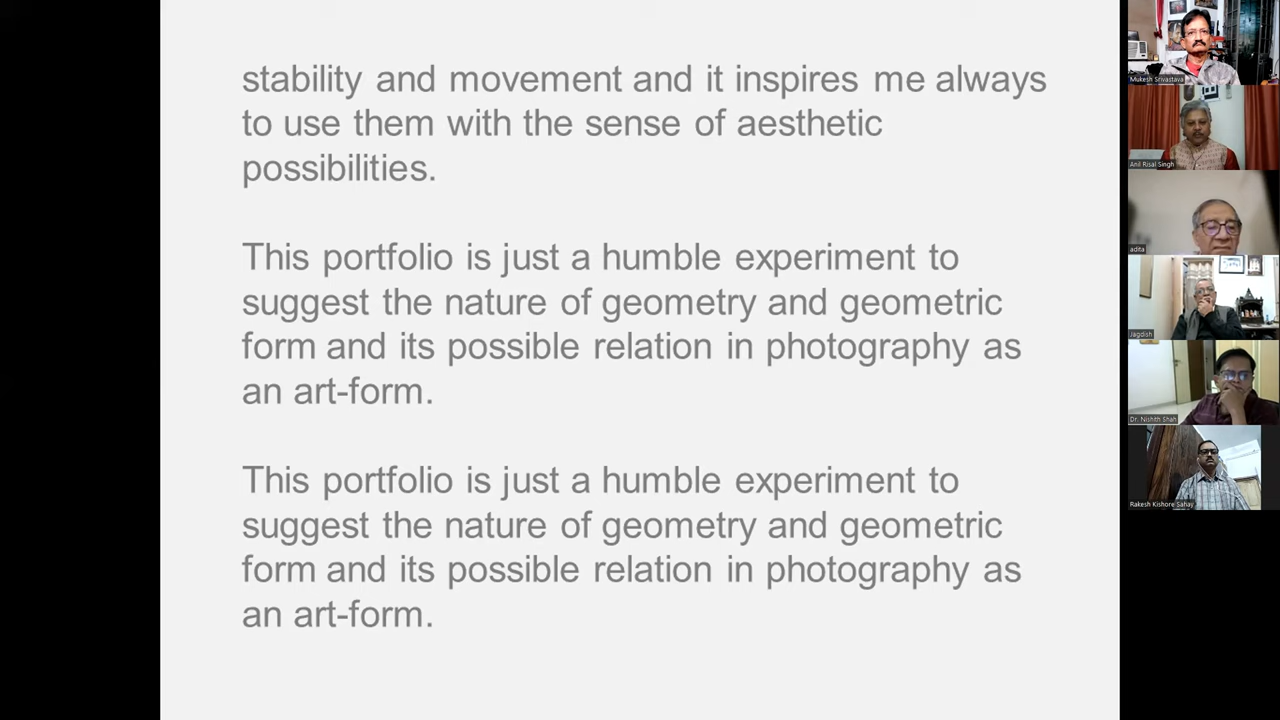 stability and movement and it inspires me always
to use them with the sense of aesthetic
possibilities.
This portfolio is just a humble experiment to
suggest the nature of geometry and geometric
form and its possible relation in photography as
an art-form.
This portfolio is just a humble experiment to
suggest the nature of geometry and geometric
form and its possible relation in photography as
an art-form.
Mukesh Srivastava
Anil Risal Singh
adita
Jagdish
Dr. Nishith Shah
Rakesh Kishore Sahay